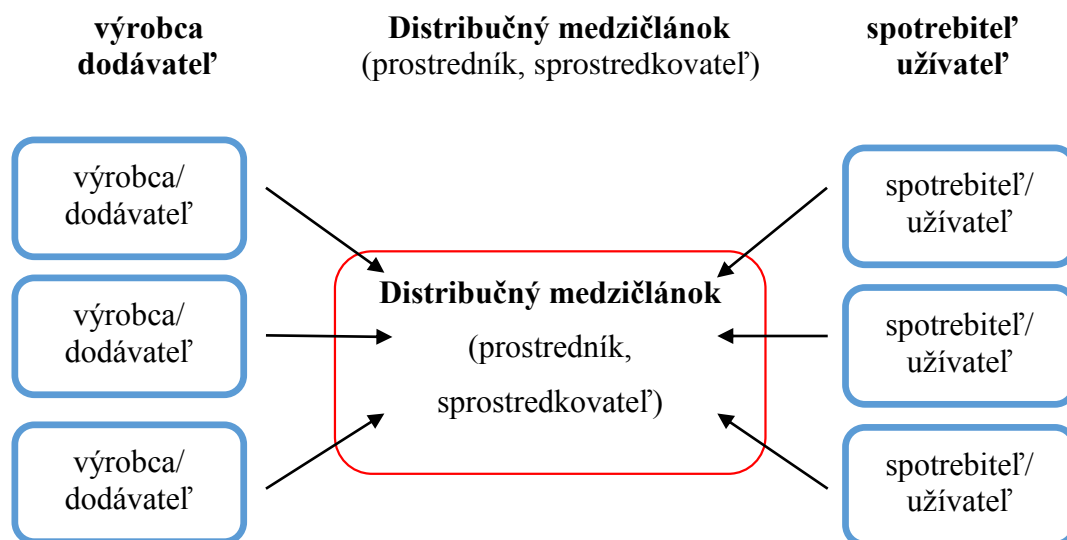 výrobca
dodávateľ
Distribučný medzičlánok
(prostredník, sprostredkovateľ)
spotrebiteľ
užívateľ
výrobca/
dodávateľ
výrobca/
dodávateľ
výrobca/
dodávateľ
Distribučný medzičlánok
(prostredník,
sprostredkovateľ)
spotrebiteľ/
užívateľ
spotrebiteľ/
užívateľ
spotrebiteľ/
užívateľ